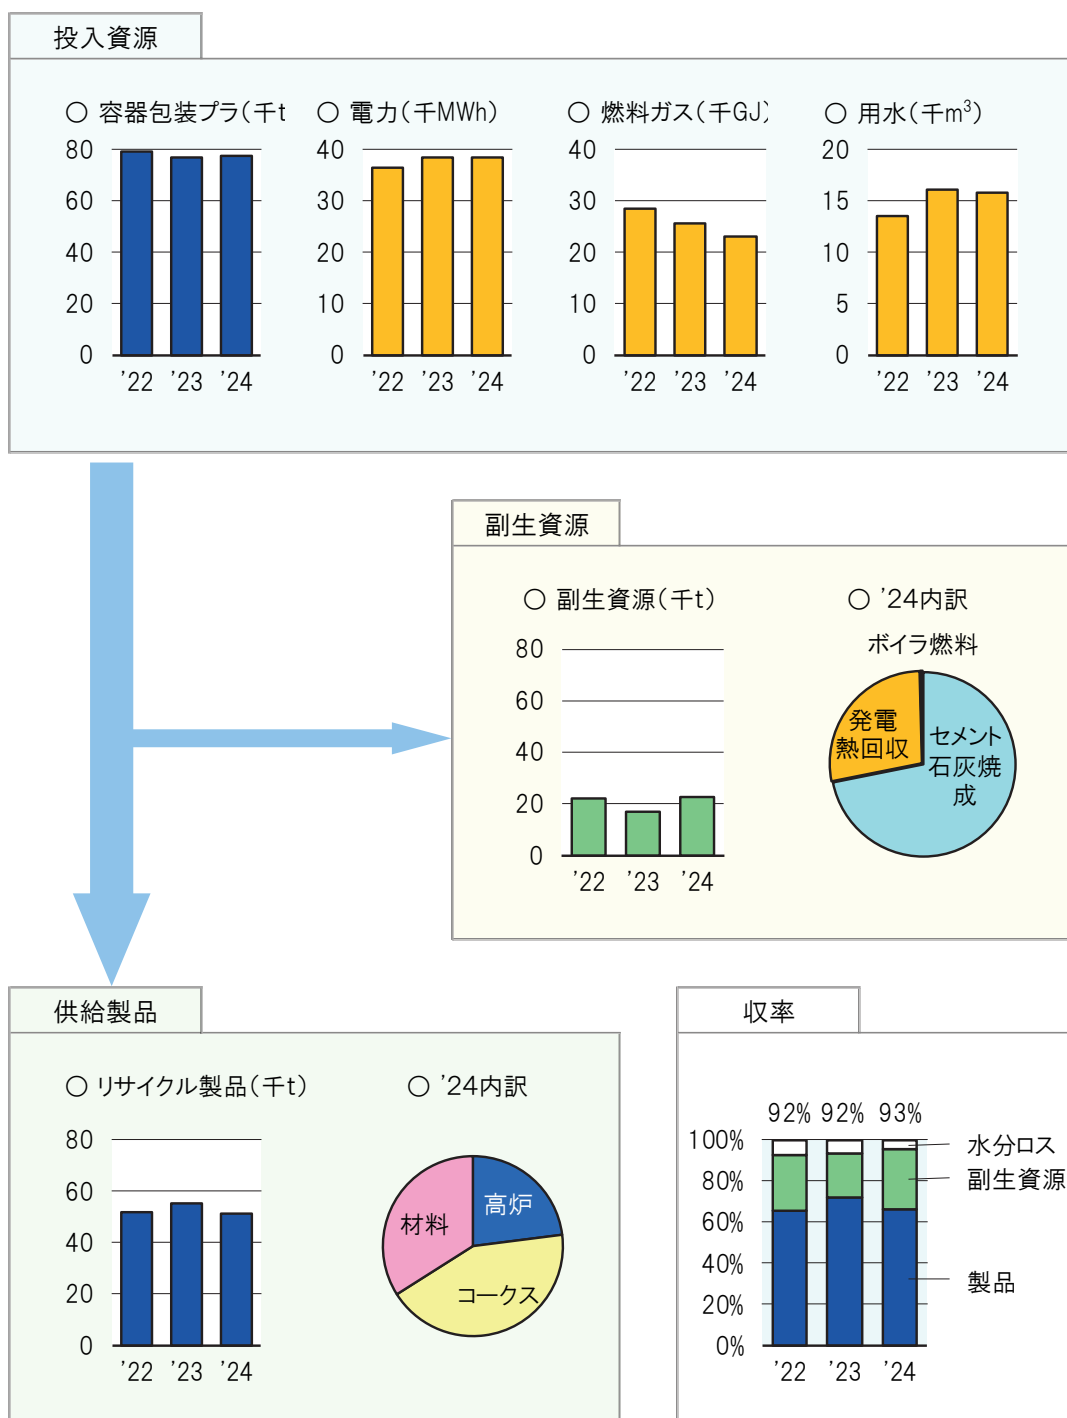 投入資源
○ 容器包装プラ(千t
80
60
40
20
0
'22 '23 '24
○ 電力(千MWh)
40
30
20
10
0
'22 '23 '24
○ 燃料ガス(千GJ)
40
30
20
10
0
'22 '23 '24
○ 用水(千m³)
20
15
10
5
0
'22 '23 '24
副生資源
○ 副生資源(千t)
80
60
40
20
0
'22 '23 '24
○ '24内訳
ボイラ燃料
発電
熱回収
セメント
石灰焼
成
供給製品
○ リサイクル製品(千t)
80
60
40
20
0
'22 '23 '24
○ '24内訳
高炉
材料
コークス
収率
92% 92% 93%
100%
80%
60%
40%
20%
0%
'22 '23 '24
水分ロス
副生資源
製品